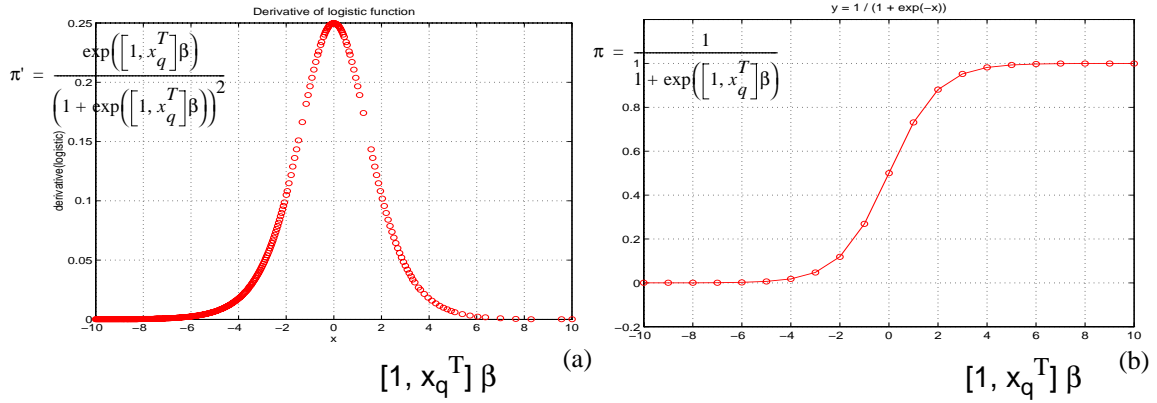 Derivative of logistic function
π' = exp([1, x_q^T]β) / (1 + exp([1, x_q^T]β))^2
0.25
0.25
0.15
0.1
0.05
0
derivative(logistic)
−10 −8 −6 −4 −2 0 2 4 6 8 10
x
(a)
[1, x_q^T] β
y = 1 / (1 + exp(−x))
π = 1 / 1 + exp([1, x_q^T]β)
1
0.8
0.6
0.4
0.2
0
−0.2
−10 −8 −6 −4 −2 0 2 4 6 8 10
(b)
[1, x_q^T] β